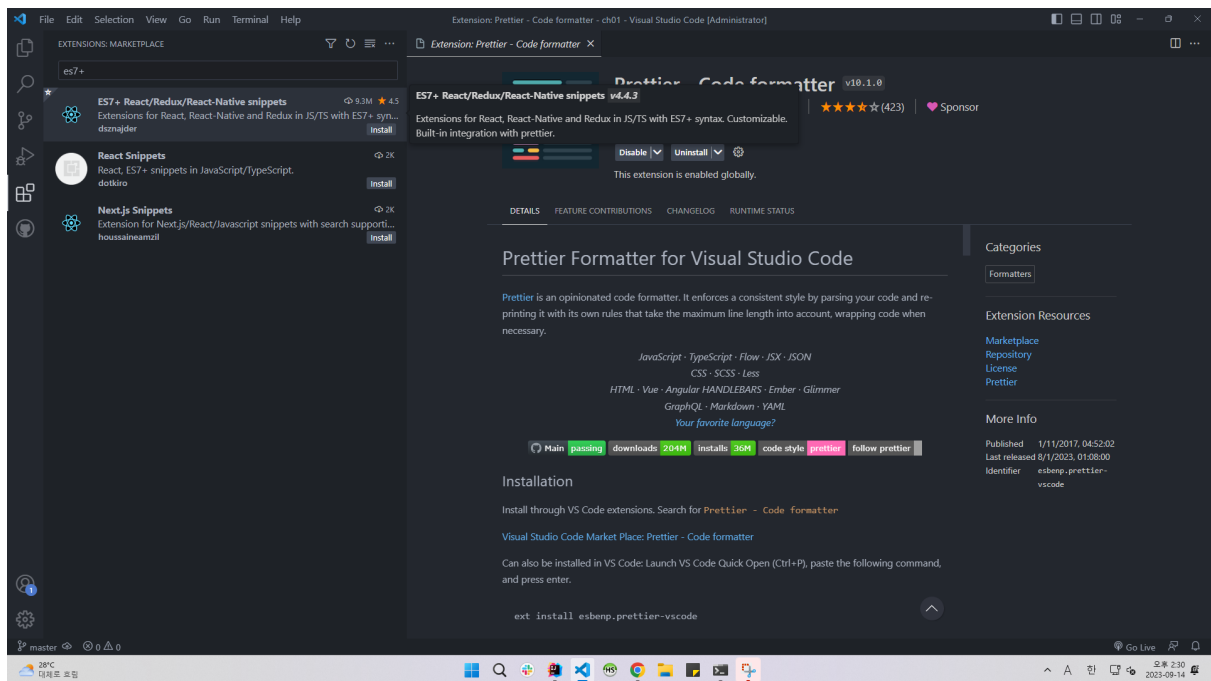 File Edit Selection View Go Run Terminal Help
Extension: Prettier - Code formatter - ch01 - Visual Studio Code [Administrator]
EXTENSIONS: MARKETPLACE
es7+
ES7+ React/Redux/React-Native snippets 9.3M ★ 4.5
Extensions for React, React-Native and Redux in JS/TS with ES7+ syn...
dsznajder Install
React Snippets 2K
React, ES7+ snippets in JavaScript/TypeScript.
dotkiro Install
Next.js Snippets 2K
Extension for Next.js/React/Javascript snippets with search supporti...
houssaineamzil Install
Extension: Prettier - Code formatter
Prettier - Code formatter v10.1.0
(423) Sponsor
ES7+ React/Redux/React-Native snippets v4.4.3
Extensions for React, React-Native and Redux in JS/TS with ES7+ syntax. Customizable.
Built-in integration with prettier.
Disable Uninstall
This extension is enabled globally.
DETAILS FEATURE CONTRIBUTIONS CHANGELOG RUNTIME STATUS
Prettier Formatter for Visual Studio Code
Prettier is an opinionated code formatter. It enforces a consistent style by parsing your code and re-
printing it with its own rules that take the maximum line length into account, wrapping code when
necessary.
JavaScript · TypeScript · Flow · JSX · JSON
CSS · SCSS · Less
HTML · Vue · Angular HANDLEBARS · Ember · Glimmer
GraphQL · Markdown · YAML
Your favorite language?
Main passing downloads 204M installs 36M code style prettier follow prettier
Installation
Install through VS Code extensions. Search for Prettier - Code formatter
Visual Studio Code Market Place: Prettier - Code formatter
Can also be installed in VS Code: Launch VS Code Quick Open (Ctrl+P), paste the following command,
and press enter.
ext install esbenp.prettier-vscode
Categories
Formatters
Extension Resources
Marketplace
Repository
License
Prettier
More Info
Published 1/11/2017, 04:52:02
Last released 8/1/2023, 01:08:00
Identifier esbenp.prettier-
vscode
1
master 0 0
Go Live
28°C
대체로 흐림
HS
A 한
오후 2:30
2023-09-14